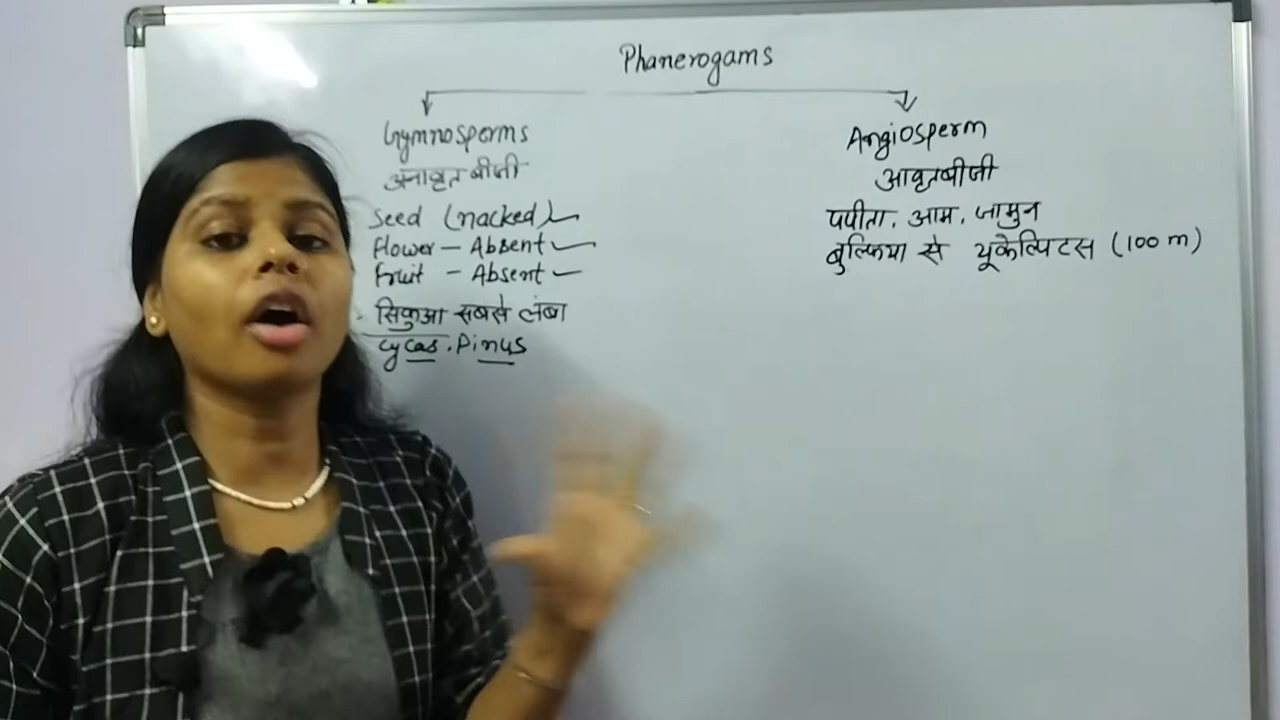 Phanerogams
Gymnosperms
अनावृतबीजी
Seed (nacked)
Flower - Absent
Fruit - Absent
सिकुआ सबसे लंबा
Cycas. Pinus
Angiosperm
आवृतबीजी
पपीता, आम, जामुन
बुल्फिया से यूकेल्पिटस (100 m)